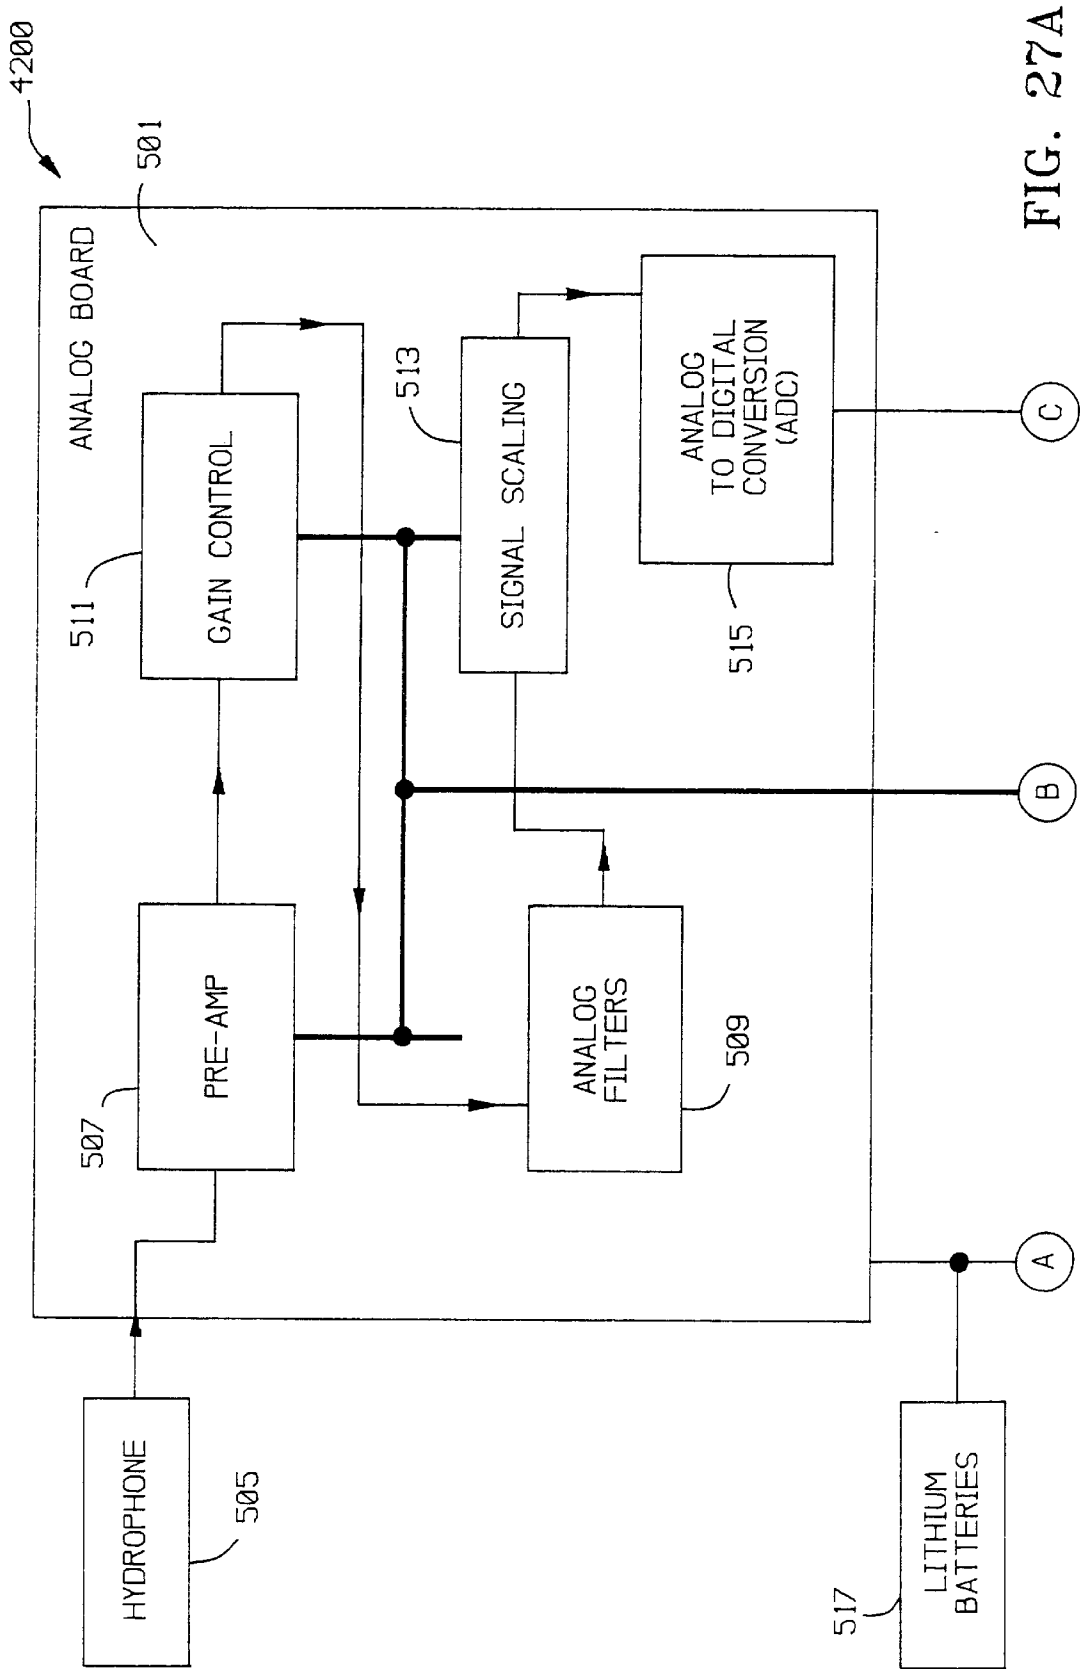 4200
ANALOG BOARD
501
HYDROPHONE
505
507
PRE-AMP
511
GAIN CONTROL
ANALOG
FILTERS
509
513
SIGNAL SCALING
515
ANALOG
TO DIGITAL
CONVERSION
(ADC)
517
LITHIUM
BATTERIES
A
B
C
FIG. 27A